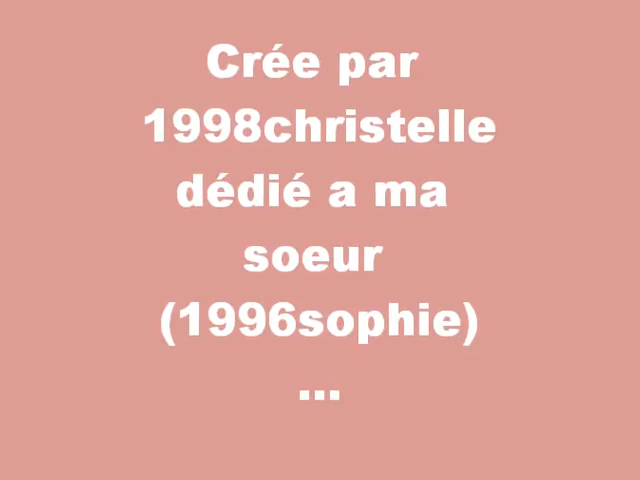 Crée par
1998christelle
dédié a ma
soeur
(1996sophie)
...